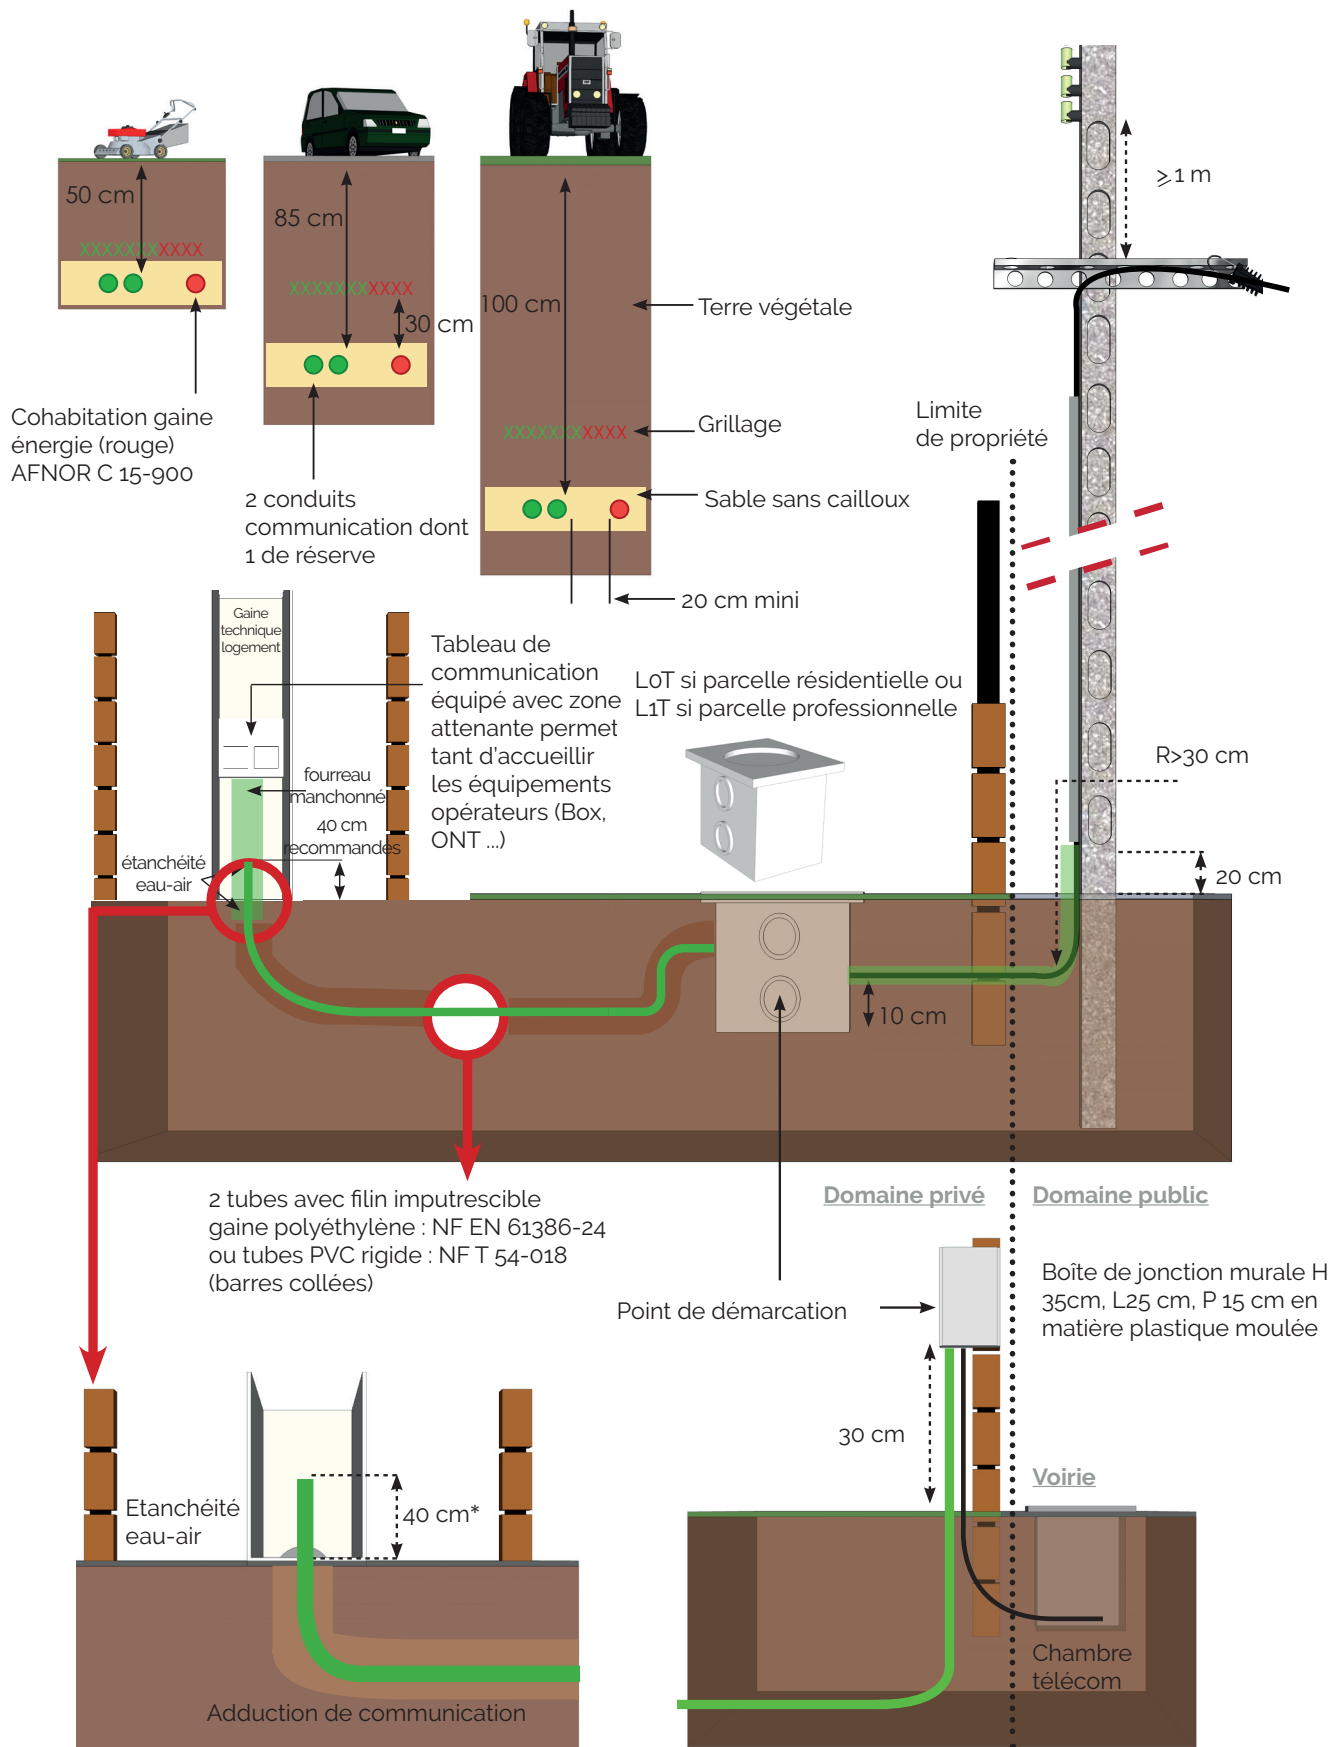 50 cm
XXXXXXXXXXX
85 cm
XXXXXXXXXXX
30 cm
100 cm
XXXXXXXXXXX
≥1 m
Terre végétale
Grillage
Sable sans cailloux
20 cm mini
Cohabitation gaine
énergie (rouge)
AFNOR C 15-900
2 conduits
communication dont
1 de réserve
Limite
de propriété
Gaine
technique
logement
Tableau de
communication
équipé avec zone
attenante permet
tant d'accueillir
les équipements
opérateurs (Box,
ONT ...)
fourreau
manchonné
40 cm
recommandés
étanchéité
eau-air
L0T si parcelle résidentielle ou
L1T si parcelle professionnelle
R>30 cm
20 cm
10 cm
2 tubes avec filin imputrescible
gaine polyéthylène : NF EN 61386-24
ou tubes PVC rigide : NF T 54-018
(barres collées)
Domaine privé
Domaine public
Point de démarcation
Boîte de jonction murale H
35cm, L25 cm, P 15 cm en
matière plastique moulée
30 cm
Voirie
Chambre
télécom
Etanchéité
eau-air
40 cm*
Adduction de communication